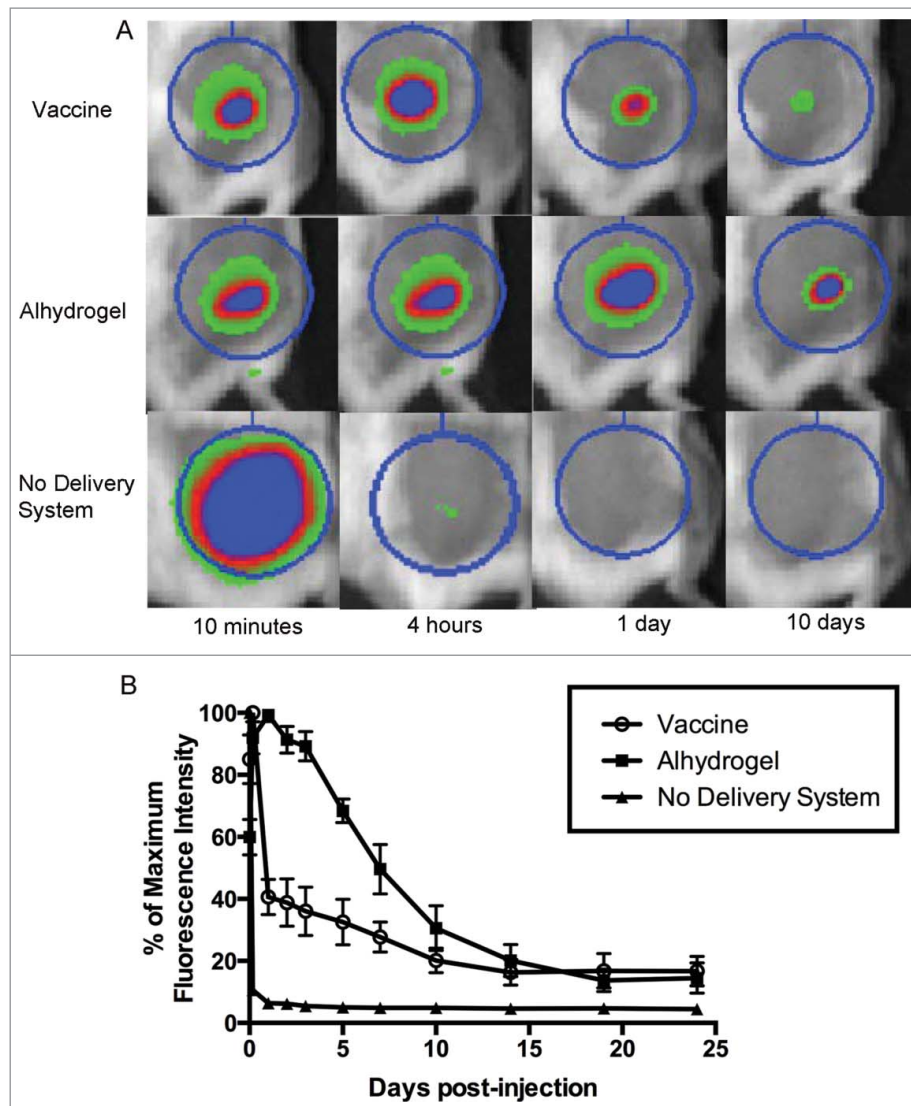 A
Vaccine
Alhydrogel
No Delivery
System
10 minutes
4 hours
1 day
10 days
B
% of Maximum
Fluorescence Intensity
100
80
60
40
20
0
0
5
10
15
20
25
Days post-injection
Vaccine
Alhydrogel
No Delivery System